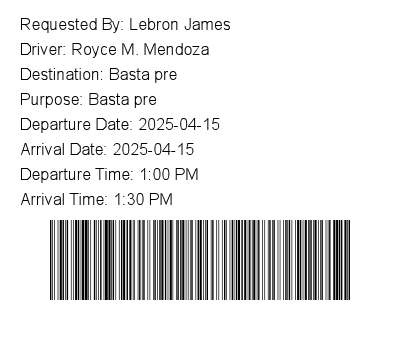 Requested By: Lebron James
Driver: Royce M. Mendoza
Destination: Basta pre
Purpose: Basta pre
Departure Date: 2025-04-15
Arrival Date: 2025-04-15
Departure Time: 1:00 PM
Arrival Time: 1:30 PM